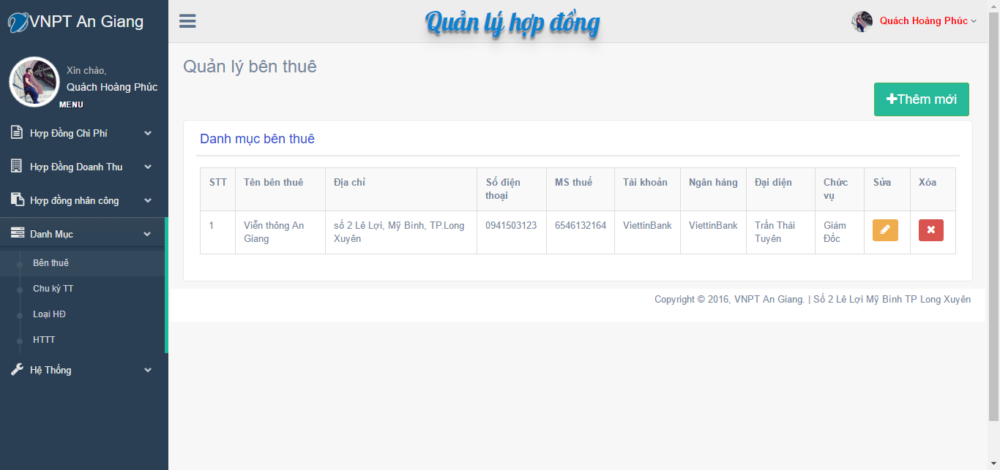 VNPT An Giang
Xin chào,
Quách Hoàng Phúc
MENU
Hợp Đồng Chi Phí
Hợp Đồng Doanh Thu
Hợp đồng nhân công
Danh Mục
Bên thuê
Chu kỳ TT
Loại HĐ
HTTT
Hệ Thống
Quản lý hợp đồng
Quách Hoàng Phúc
Quản lý bên thuê
Thêm mới
Danh mục bên thuê
STT Tên bên thuê Địa chỉ Số điện MS thuế Tài khoản Ngân hàng Đại diện Chức Sửa Xóa
thoại vụ
1 Viễn thông An số 2 Lê Lợi, Mỹ Bình, TP.Long 0941503123 6546132164 ViettinBank ViettinBank Trần Thái Giám
Giang Xuyên Tuyên Đốc
Copyright © 2016, VNPT An Giang. | Số 2 Lê Lợi Mỹ Bình TP Long Xuyên